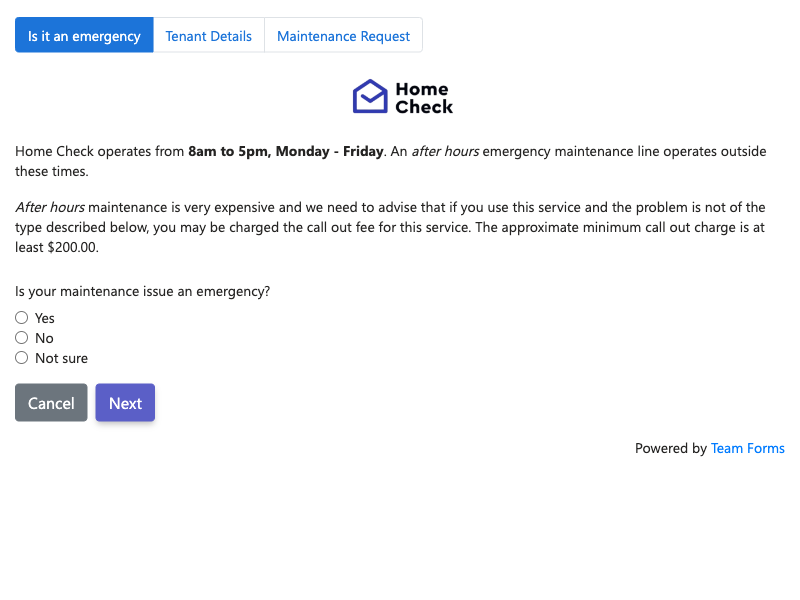 Is it an emergency Tenant Details Maintenance Request
Home
Check
Home Check operates from 8am to 5pm, Monday - Friday. An after hours emergency maintenance line operates outside
these times.
After hours maintenance is very expensive and we need to advise that if you use this service and the problem is not of the
type described below, you may be charged the call out fee for this service. The approximate minimum call out charge is at
least $200.00.
Is your maintenance issue an emergency?
Yes
No
Not sure
Cancel Next
Powered by Team Forms